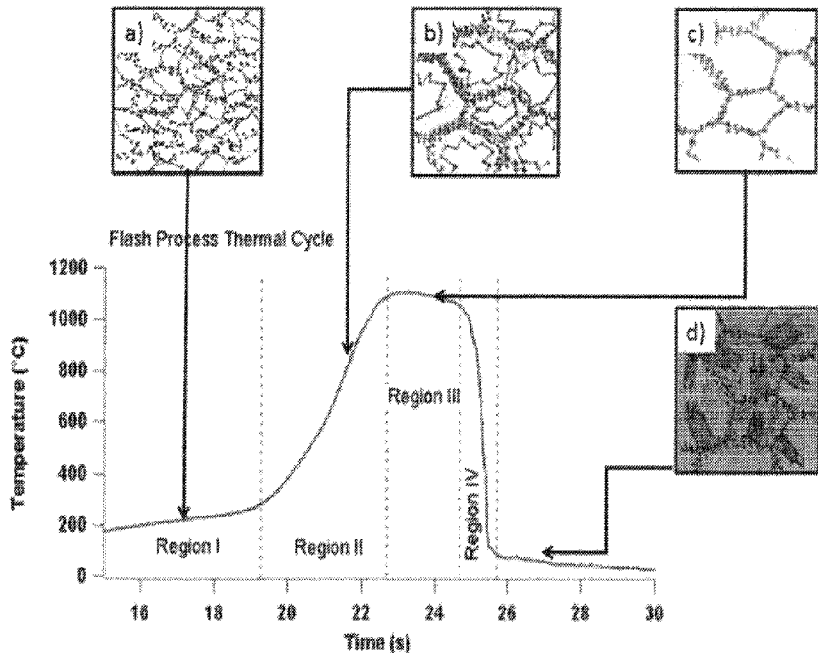 a)
b)
c)
Flash Process Thermal Cycle
1200
1000
800
600
400
200
0
Temperature (°C)
Region I
Region II
Region III
Region IV
d)
16 18 20 22 24 26 28 30
Time (s)